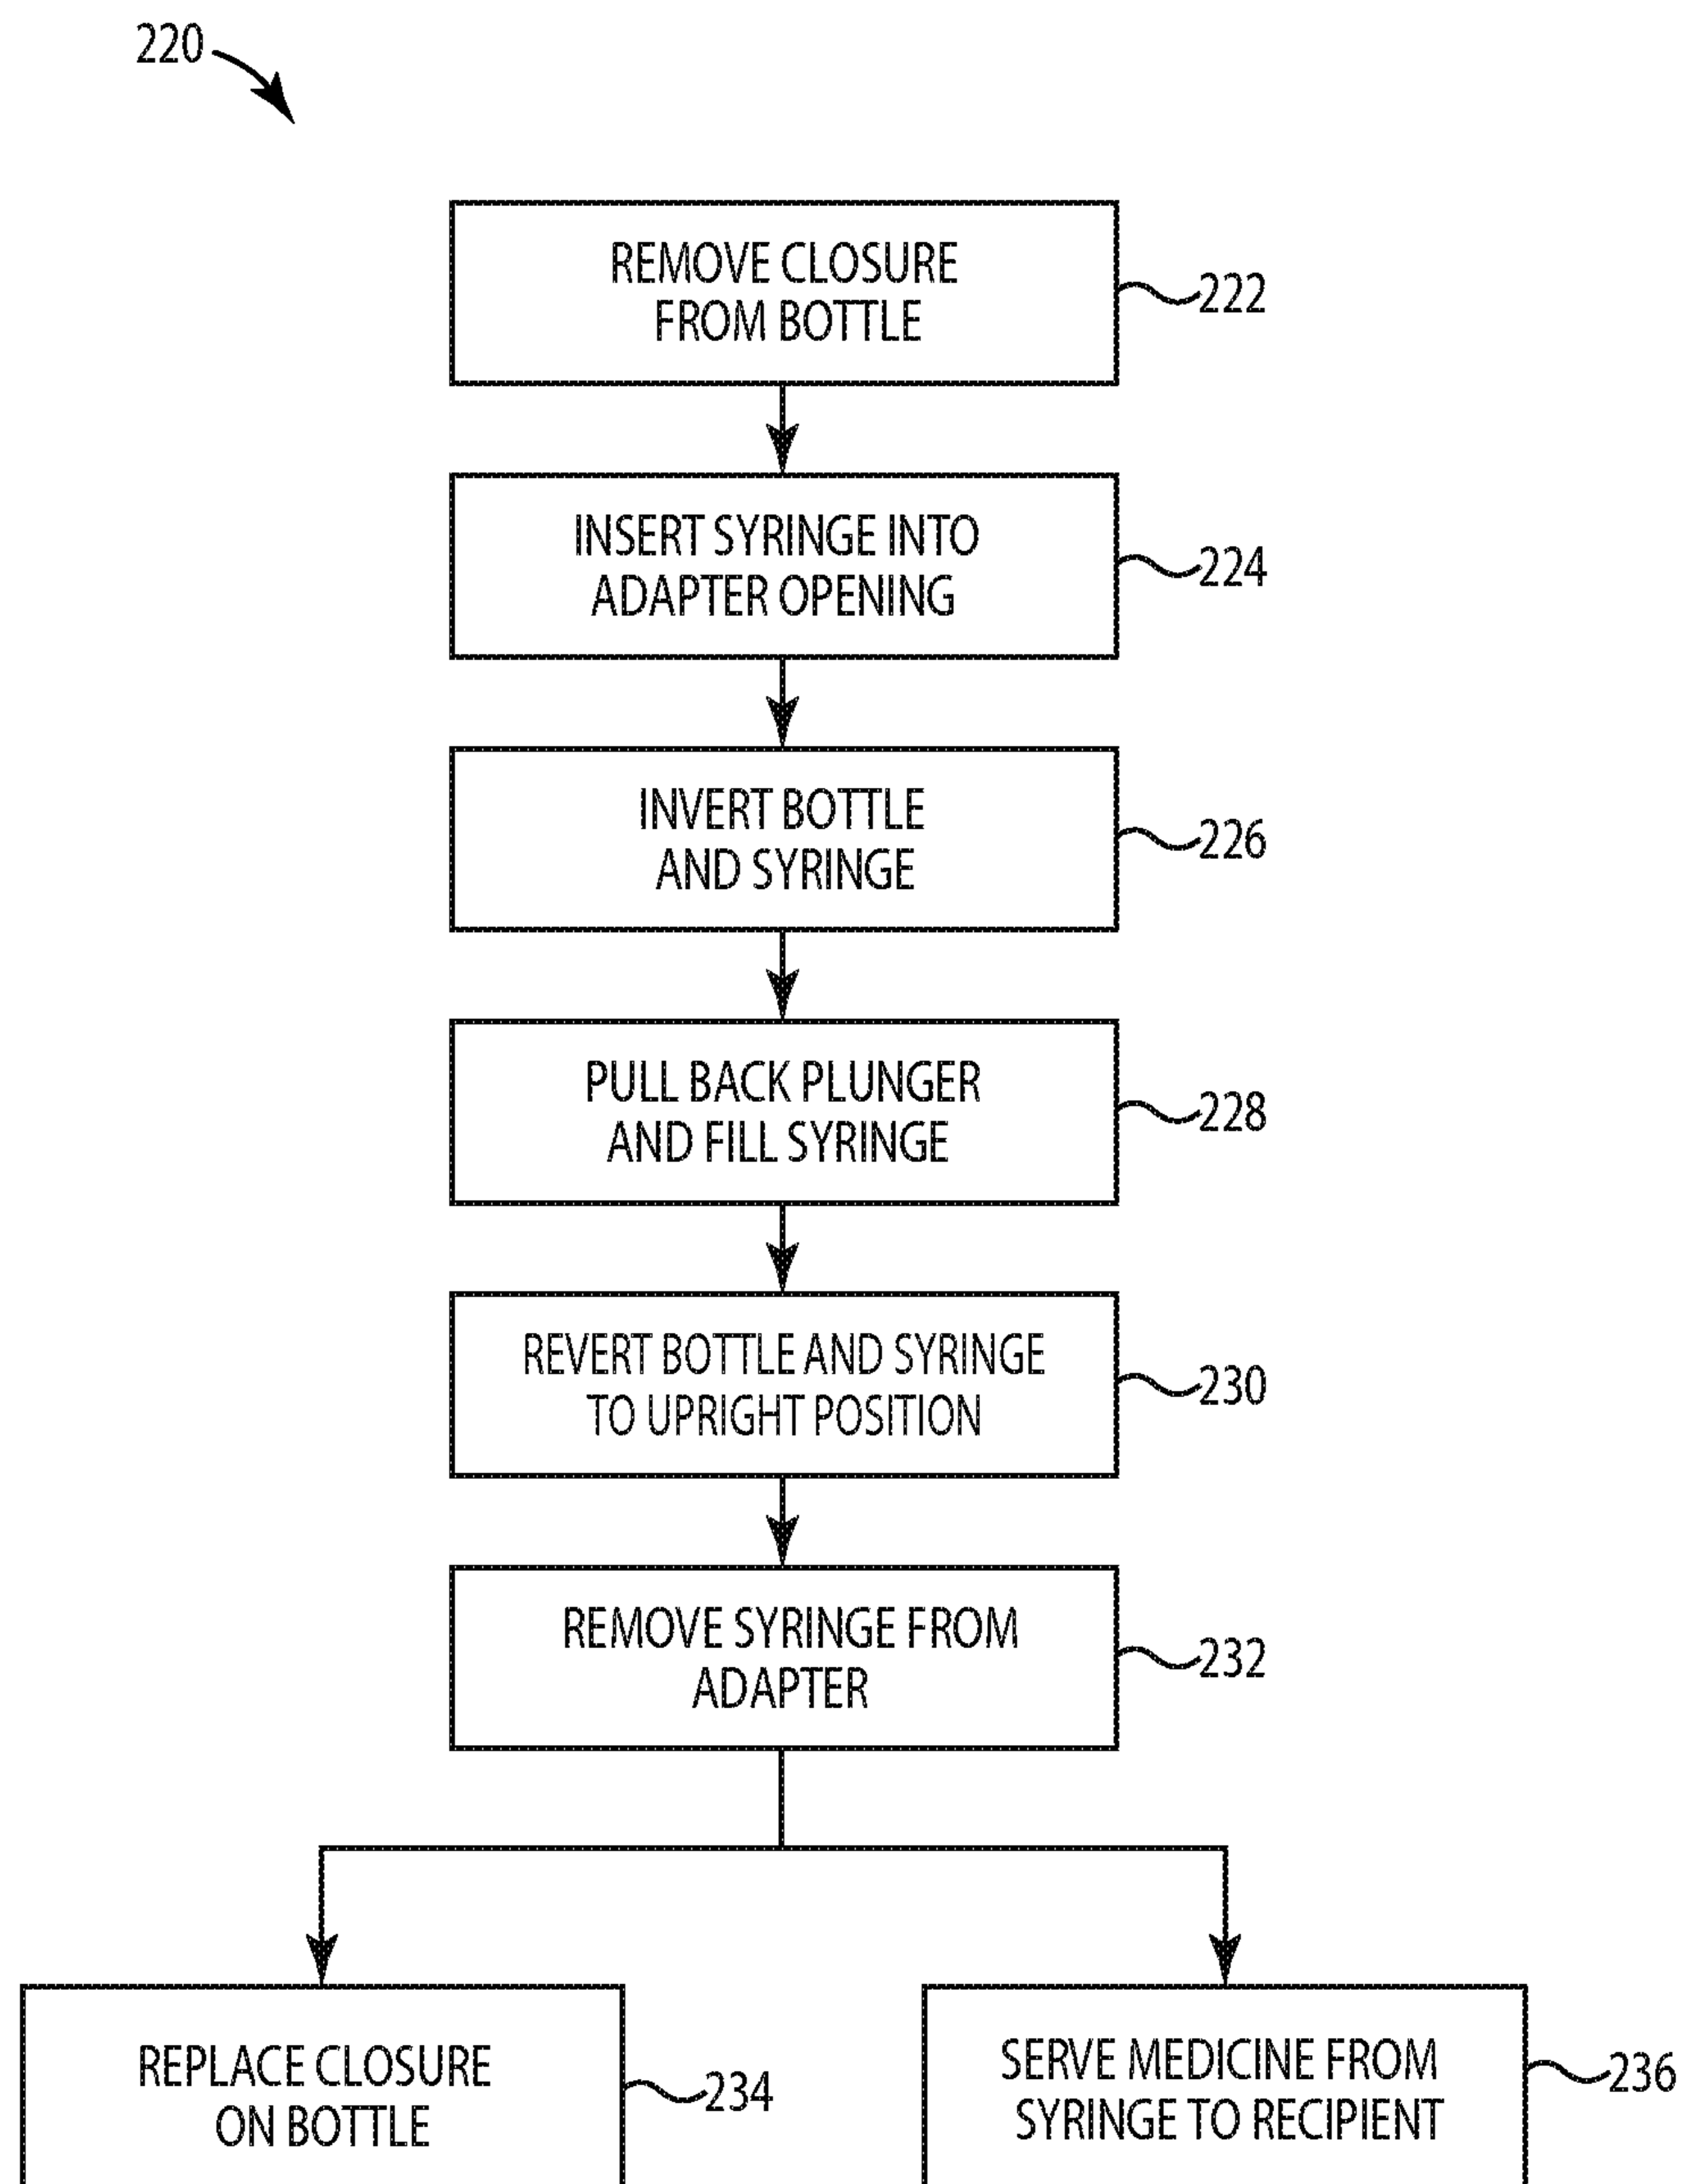 220
REMOVE CLOSURE
FROM BOTTLE
222
INSERT SYRINGE INTO
ADAPTER OPENING
224
INVERT BOTTLE
AND SYRINGE
226
PULL BACK PLUNGER
AND FILL SYRINGE
228
REVERT BOTTLE AND SYRINGE
TO UPRIGHT POSITION
230
REMOVE SYRINGE FROM
ADAPTER
232
REPLACE CLOSURE
ON BOTTLE
234
SERVE MEDICINE FROM
SYRINGE TO RECIPIENT
236